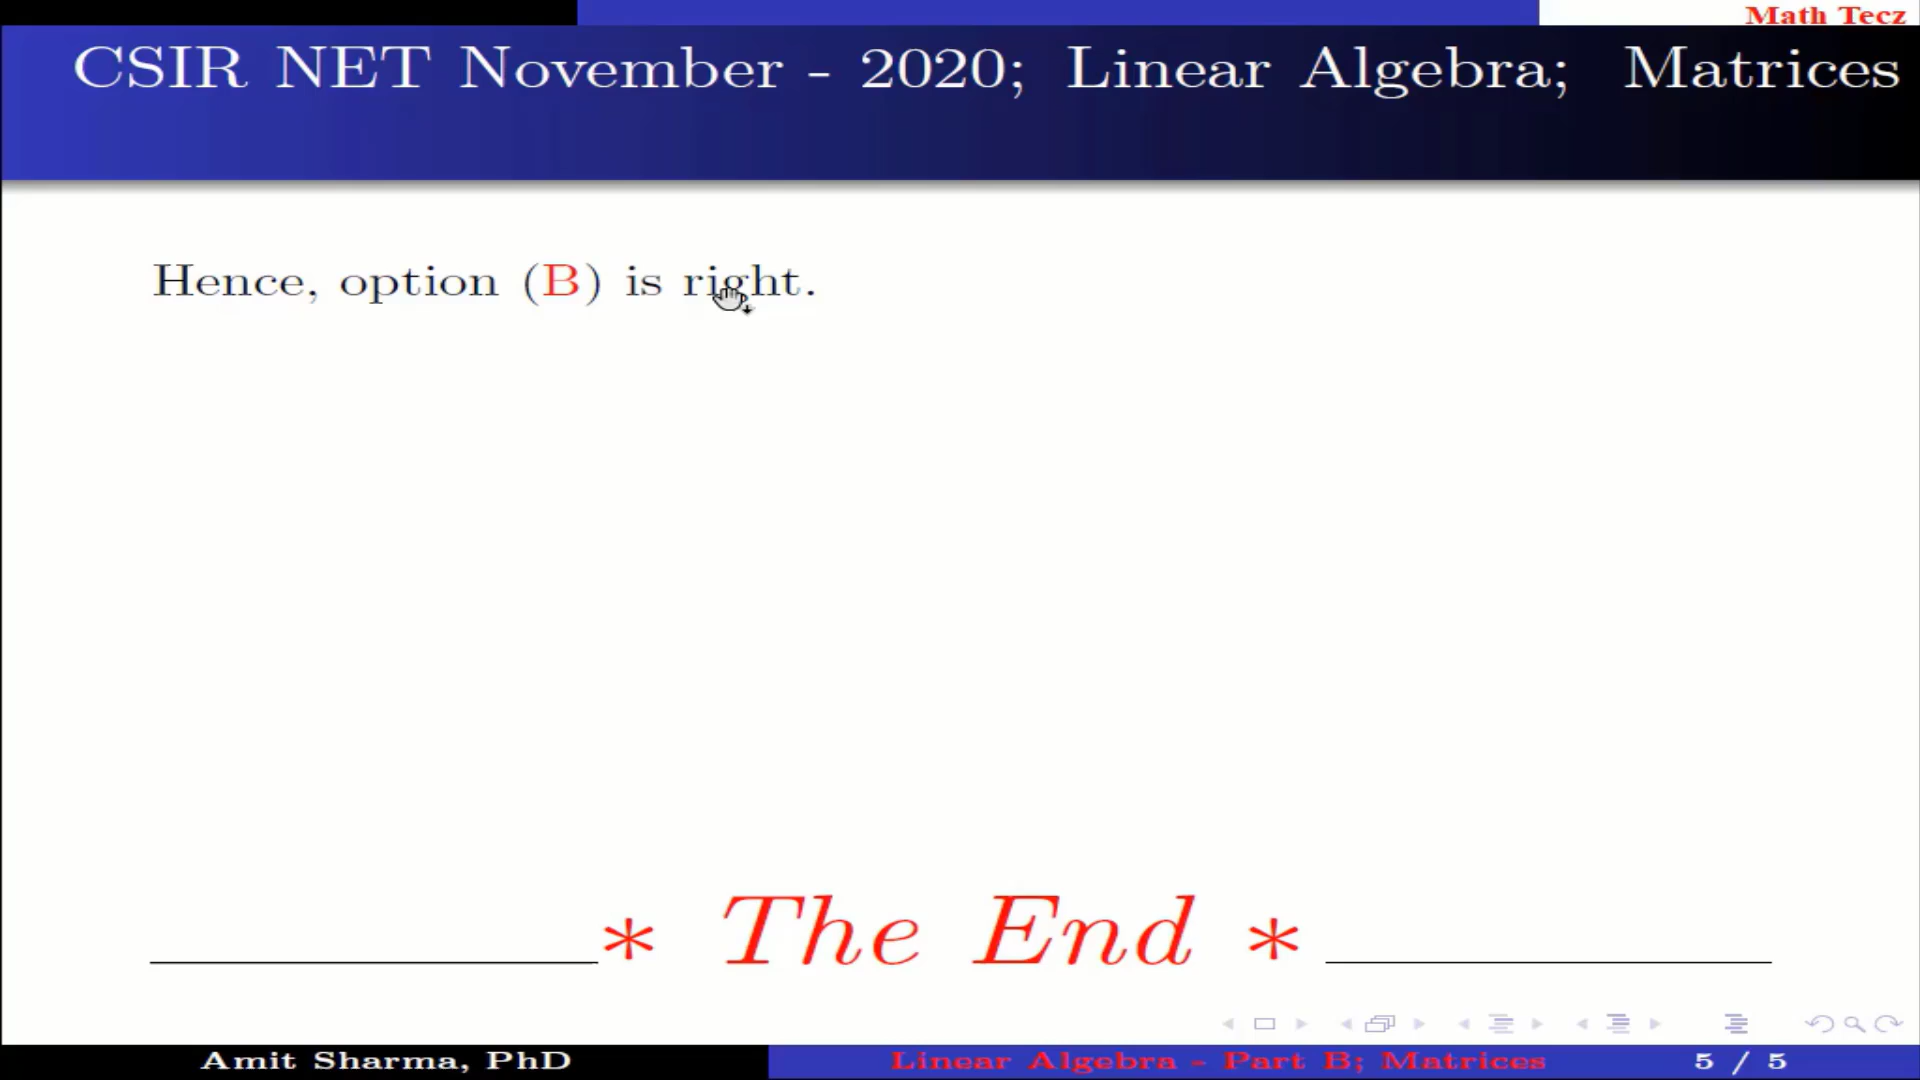 Math Tecz
CSIR NET November - 2020; Linear Algebra; Matrices
Hence, option (B) is right.
* The End *
Amit Sharma, PhD
Linear Algebra - Part B; Matrices
5 / 5